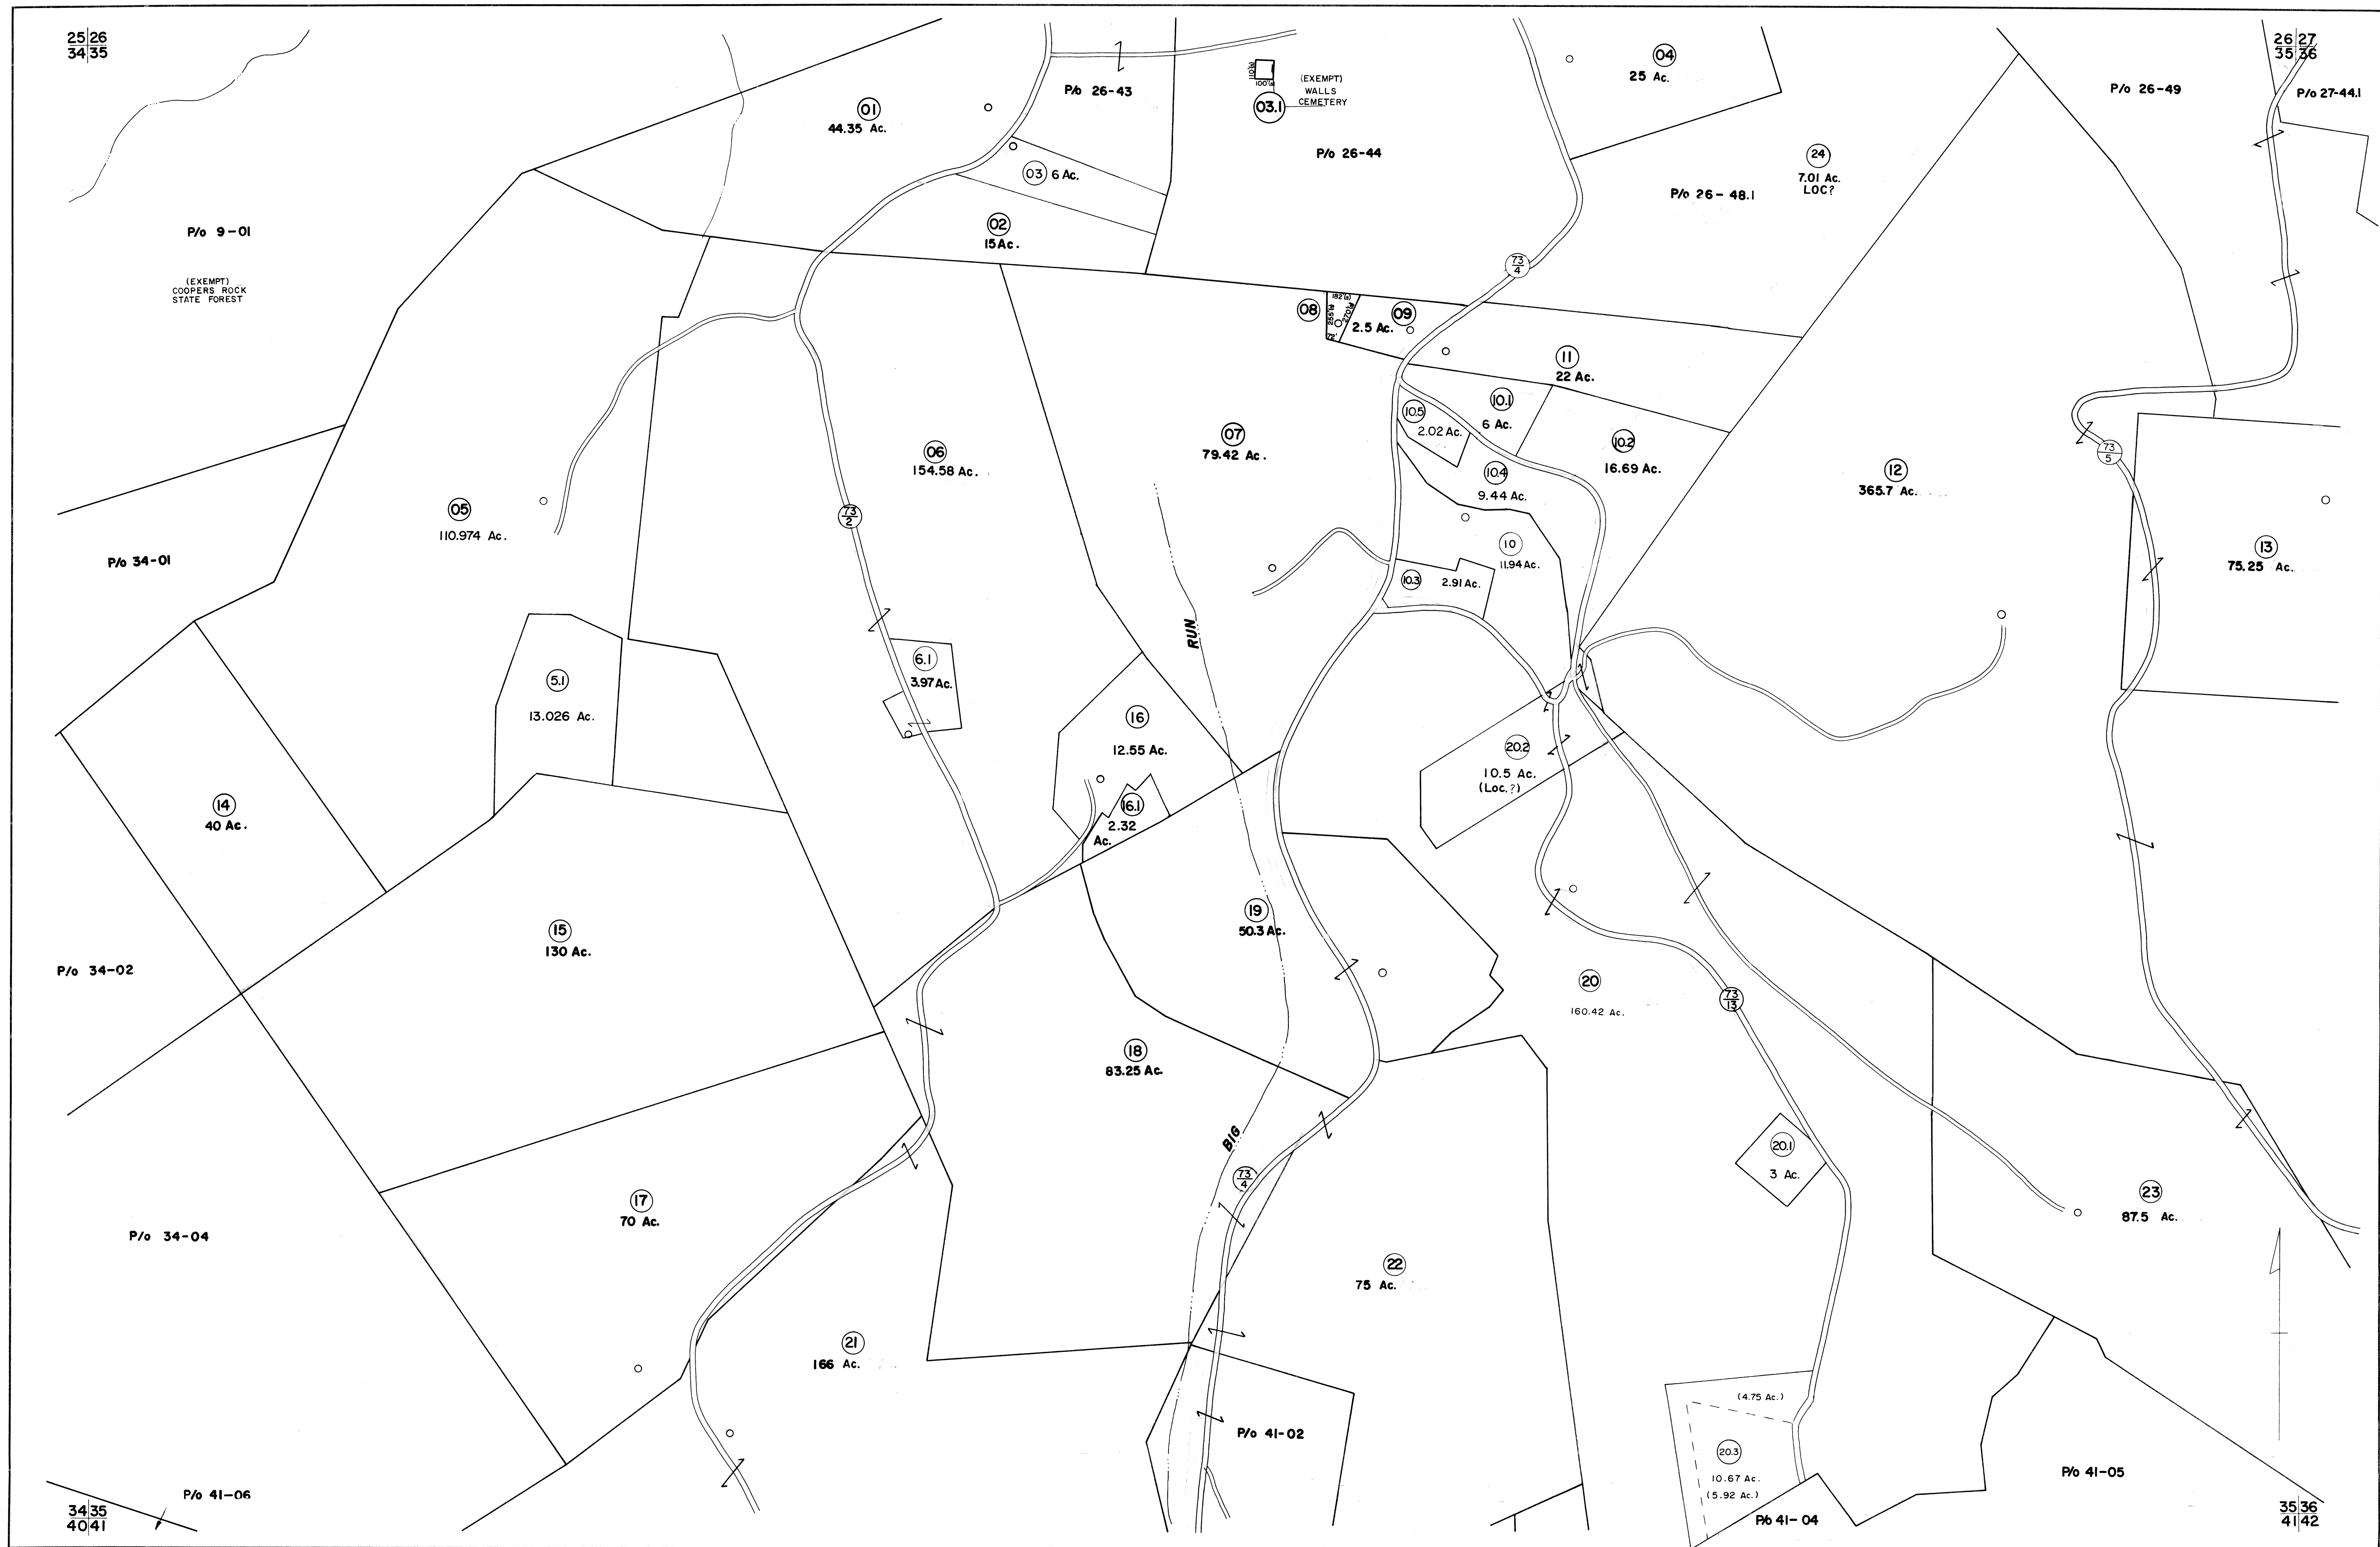 25 26
34 35
26 27
35 36
04
25 Ac.
P/o 26-43
110'(s)
100'(s)
(EXEMPT)
WALLS
CEMETERY
03.1
P/o 26-49
P/o 27-44.1
01
44.35 Ac.
P/o 26-44
24
7.01 Ac.
LOC?
03 6 Ac.
P/o 26-48.1
P/o 9-01
02
15 Ac.
(EXEMPT)
COOPERS ROCK
STATE FOREST
73
4
182'(s)
08
255'(s)
270'(s)
09
2.5 Ac.
11
22 Ac.
10.1
6 Ac.
10.5
2.02 Ac.
07
79.42 Ac.
10.2
16.69 Ac.
06
154.58 Ac.
10.4
9.44 Ac.
73
5
12
365.7 Ac.
05
110.974 Ac.
73
2
10
11.94 Ac.
13
75.25 Ac.
P/o 34-01
10.3 2.91 Ac.
RUN
6.1
3.97 Ac.
5.1
13.026 Ac.
16
12.55 Ac.
20.2
10.5 Ac.
(Loc.?)
14
40 Ac.
16.1
2.32
Ac.
19
50.3 Ac.
15
130 Ac.
P/o 34-02
20
160.42 Ac.
73
13
18
83.25 Ac.
BIG
20.1
3 Ac.
73
4
17
70 Ac.
23
87.5 Ac.
P/o 34-04
22
75 Ac.
21
166 Ac.
(4.75 Ac.)
P/o 41-02
20.3
10.67 Ac.
(5.92 Ac.)
P/o 41-05
P/o 41-06
P/o 41-04
34 35
40 41
35 36
41 42